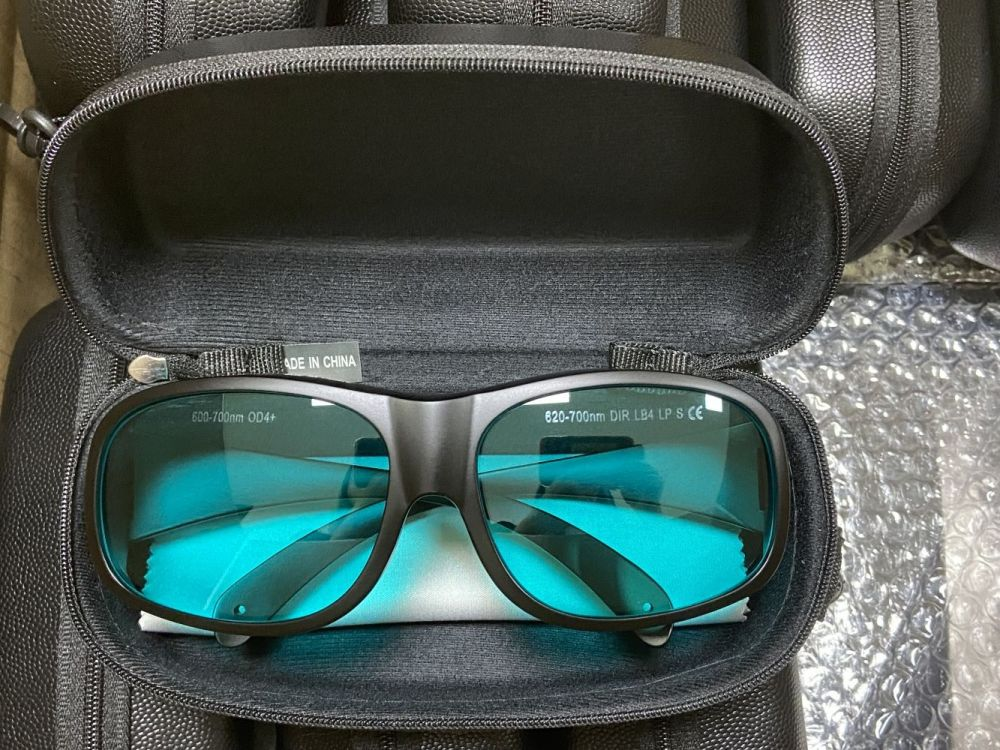 ADE IN CHINA
600-700nm OD4+
620-700nm DIR LB4 LP S CE